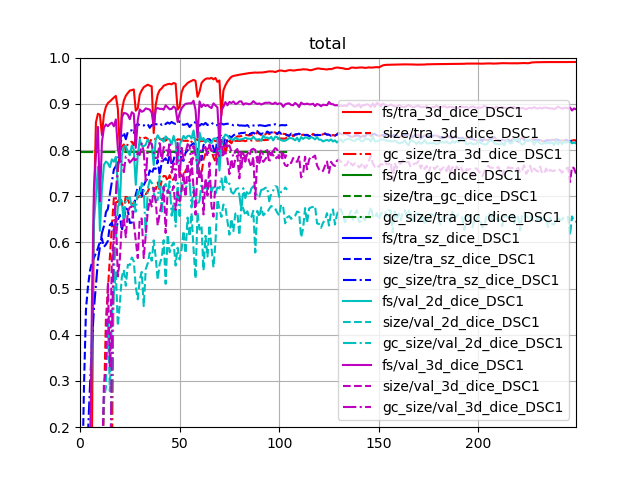 total
1.0
0.9
0.8
0.7
0.6
0.5
0.4
0.3
0.2
0
50
100
150
200
fs/tra_3d_dice_DSC1
size/tra_3d_dice_DSC1
gc_size/tra_3d_dice_DSC1
fs/tra_gc_dice_DSC1
size/tra_gc_dice_DSC1
gc_size/tra_gc_dice_DSC1
fs/tra_sz_dice_DSC1
size/tra_sz_dice_DSC1
gc_size/tra_sz_dice_DSC1
fs/val_2d_dice_DSC1
size/val_2d_dice_DSC1
gc_size/val_2d_dice_DSC1
fs/val_3d_dice_DSC1
size/val_3d_dice_DSC1
gc_size/val_3d_dice_DSC1